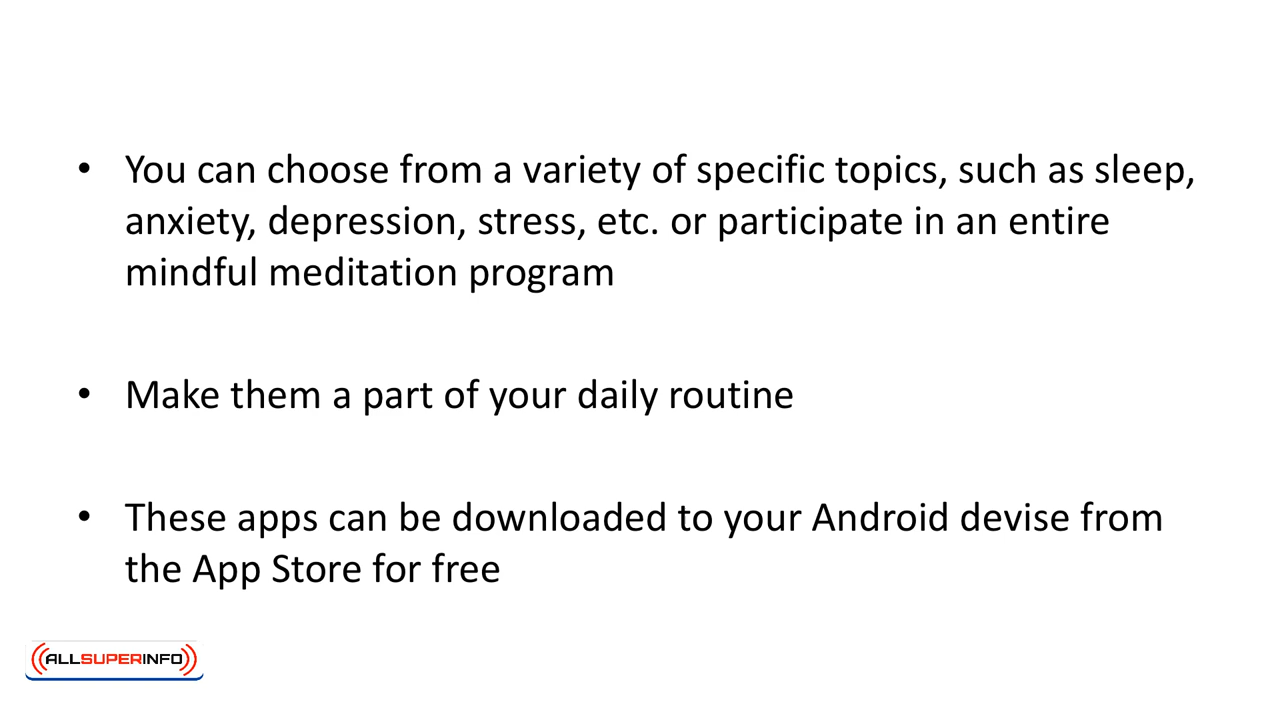 • You can choose from a variety of specific topics, such as sleep,
anxiety, depression, stress, etc. or participate in an entire
mindful meditation program
• Make them a part of your daily routine
• These apps can be downloaded to your Android devise from
the App Store for free
ALLSUPERINFO